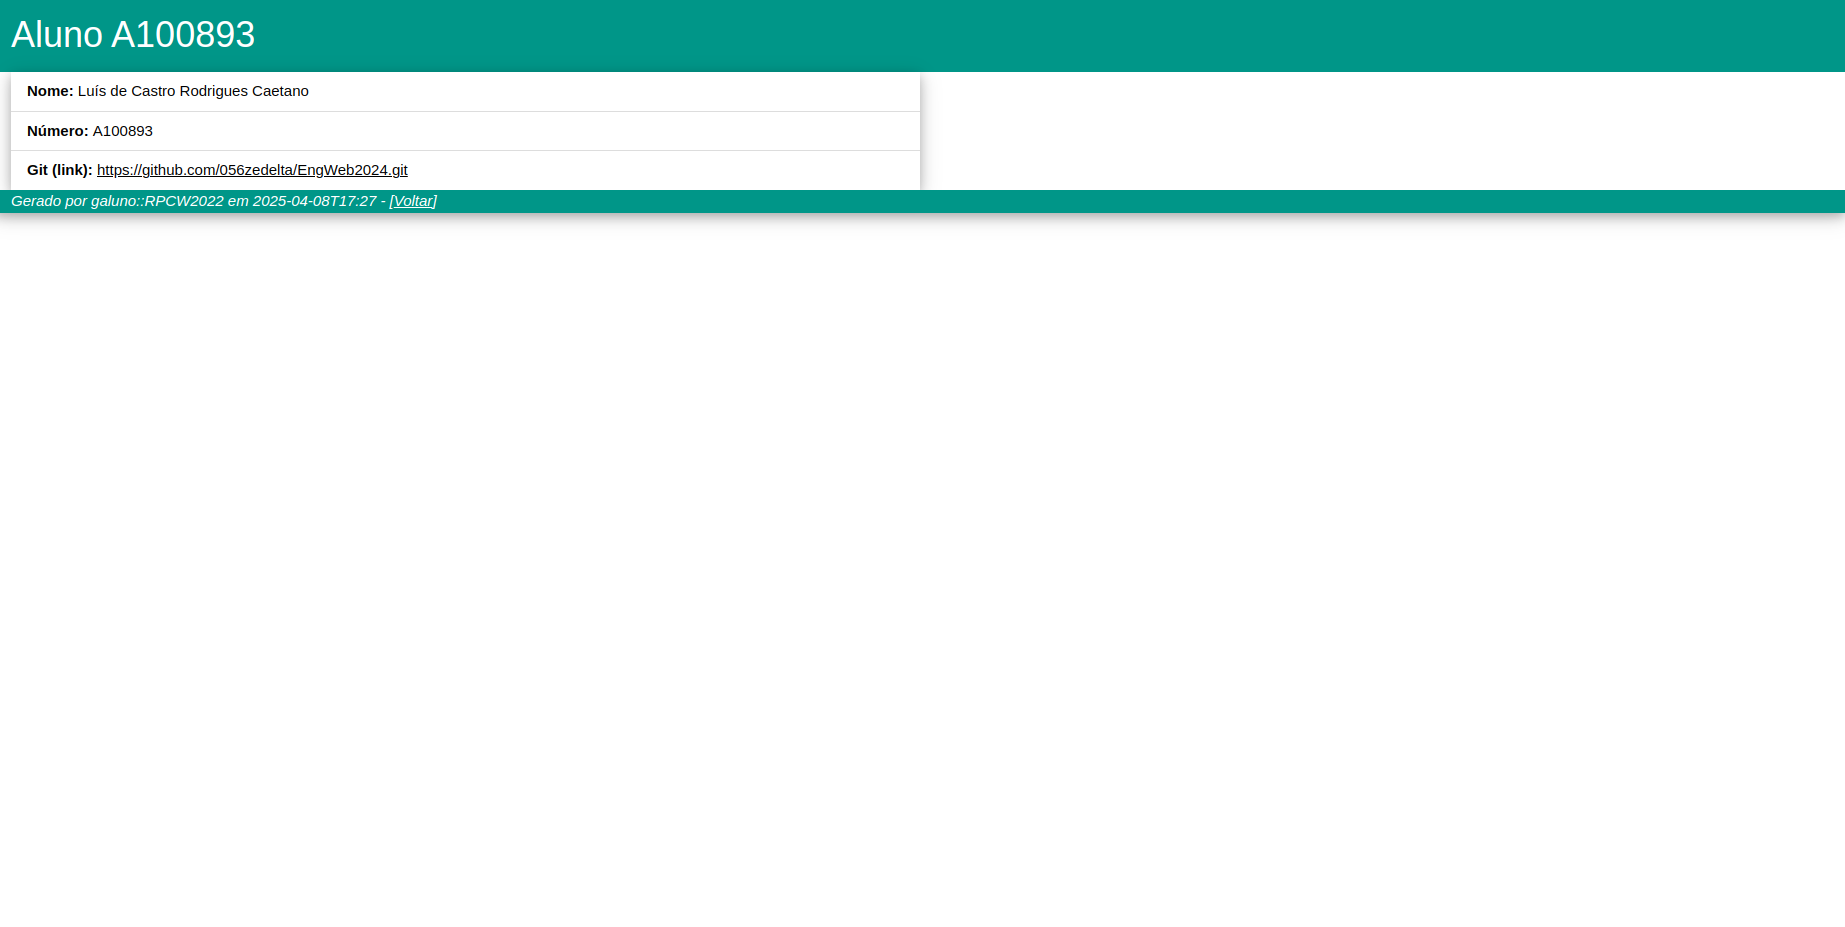 Aluno A100893
Nome: Luís de Castro Rodrigues Caetano
Número: A100893
Git (link): https://github.com/056zedelta/EngWeb2024.git
Gerado por galuno::RPCW2022 em 2025-04-08T17:27 - [Voltar]